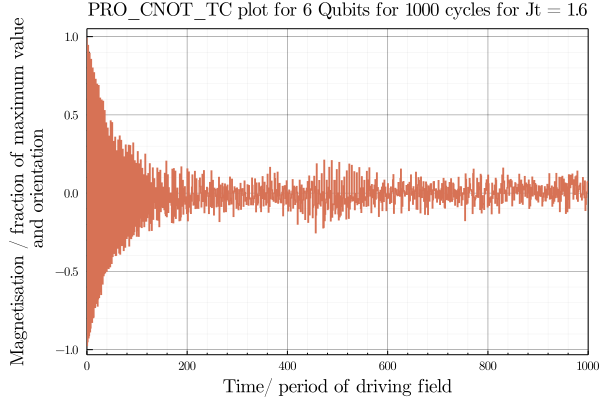 PRO_CNOT_TC plot for 6 Qubits for 1000 cycles for Jt = 1.6
Magnetisation / fraction of maximum value
and orientation
1.0
0.5
0.0
−0.5
−1.0
0 200 400 600 800 1000
Time/ period of driving field